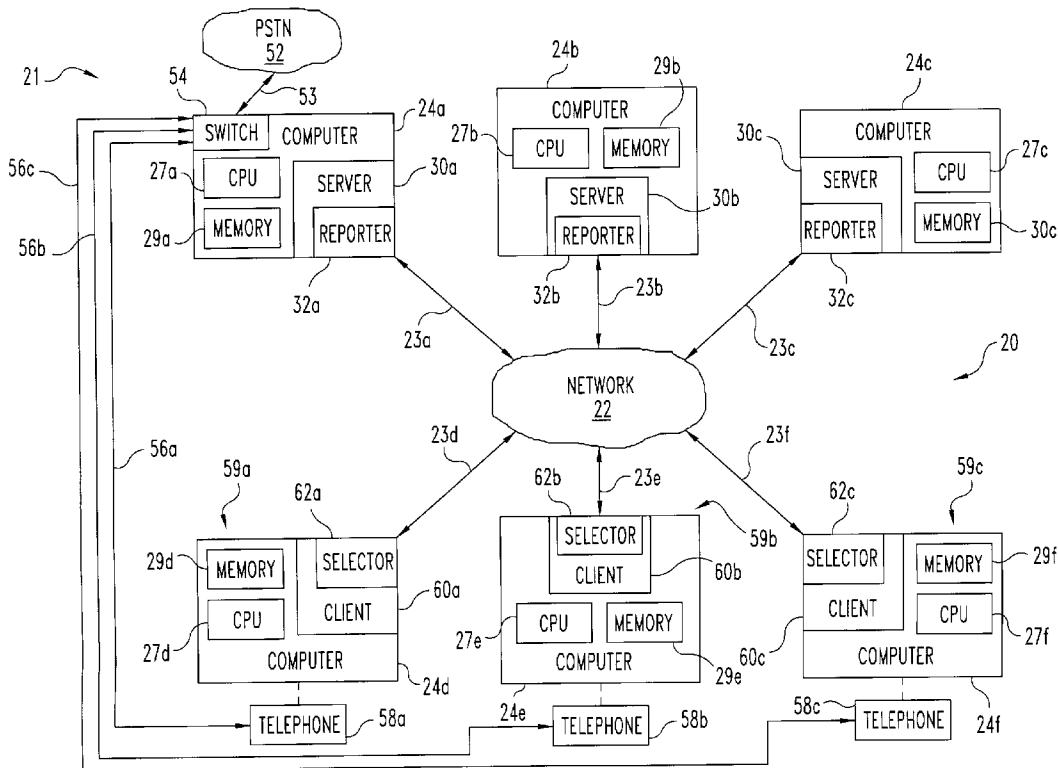 PSTN
52
21
54
53
24a
24b
29b
24c
SWITCH
COMPUTER
COMPUTER
COMPUTER
56c
27a
CPU
SERVER
30a
27b
CPU
MEMORY
30c
SERVER
CPU
27c
56b
29a
MEMORY
REPORTER
SERVER
REPORTER
30b
REPORTER
MEMORY
30c
32a
32b
23b
32c
23a
23c
20
NETWORK
22
56a
23d
23e
23f
59a
62a
62b
59b
62c
59c
29d
MEMORY
SELECTOR
SELECTOR
SELECTOR
MEMORY
29f
CPU
CLIENT
60a
CLIENT
60b
CLIENT
CPU
27d
27e
CPU
MEMORY
60c
27f
COMPUTER
COMPUTER
29e
COMPUTER
24d
24e
58c
24f
TELEPHONE
58a
TELEPHONE
58b
TELEPHONE